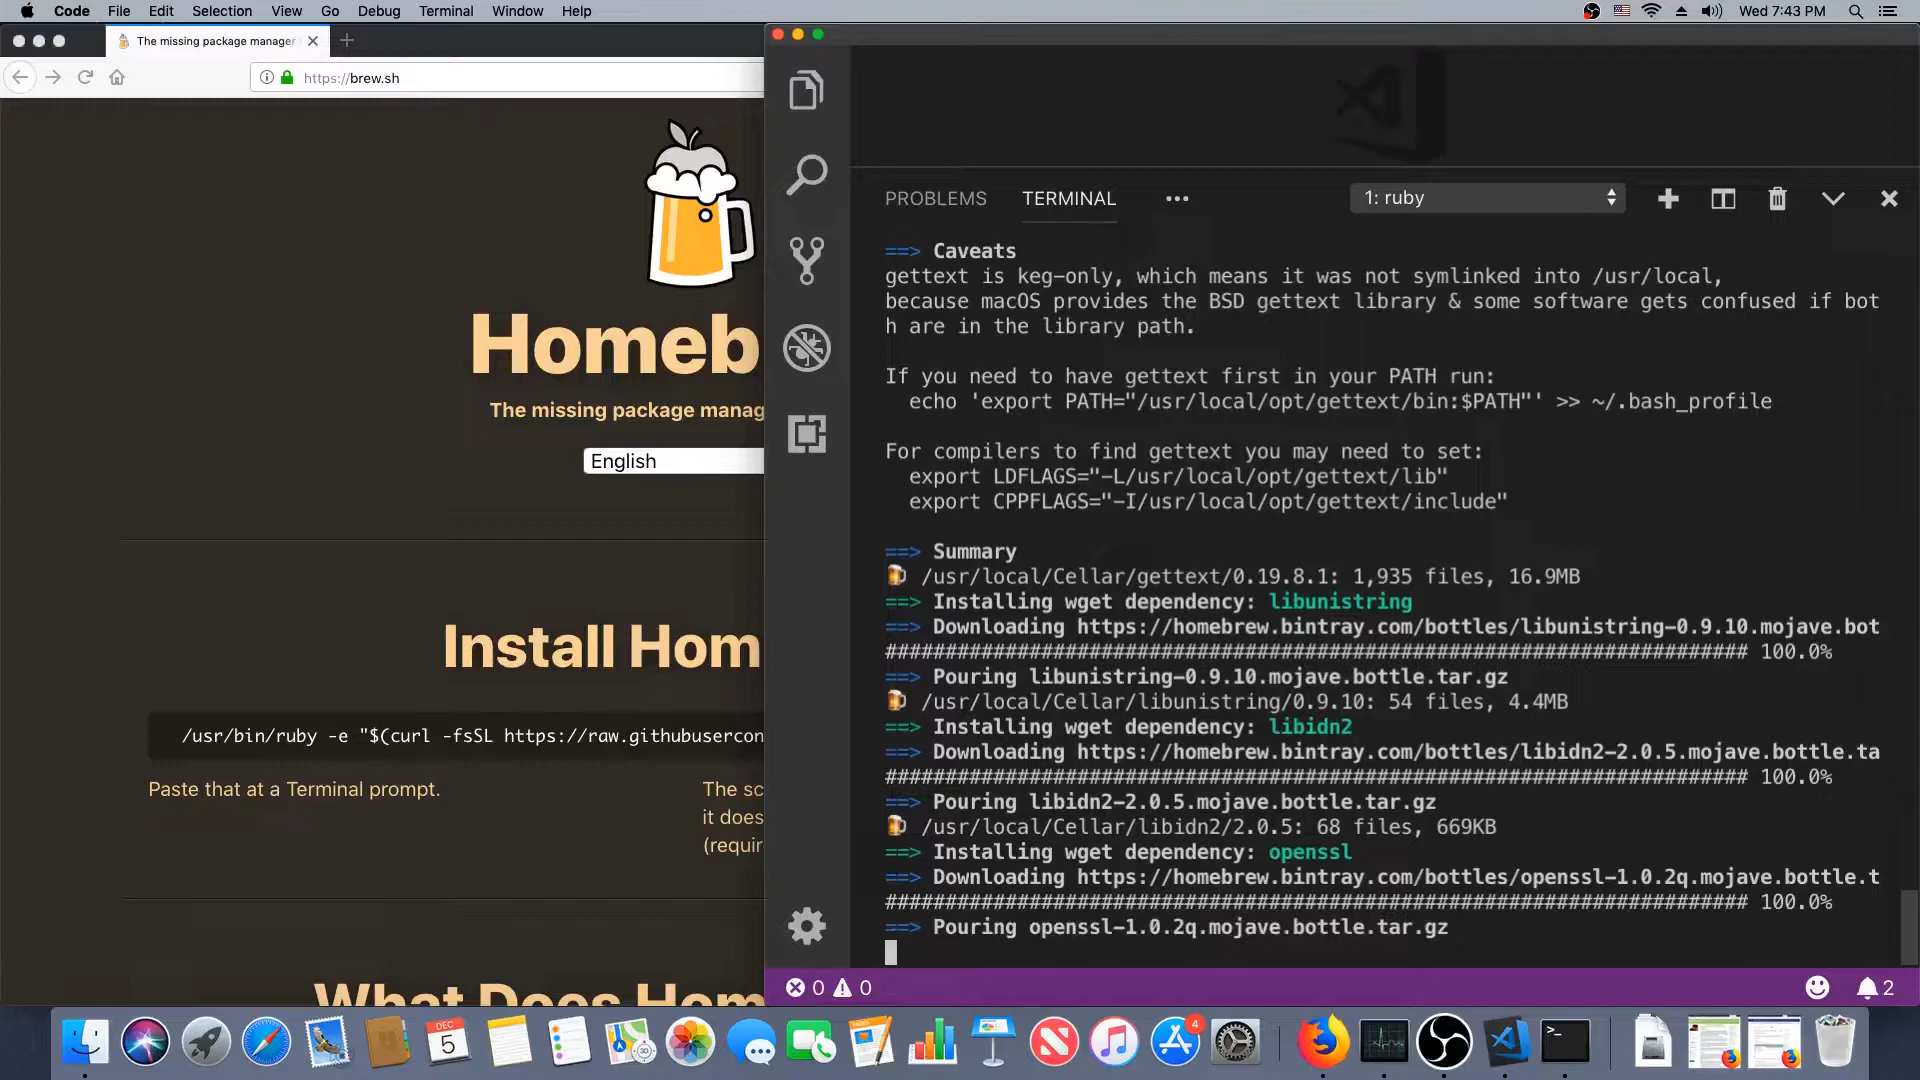 Code File Edit Selection View Go Debug Terminal Window Help Wed 7:43 PM
The missing package manager
https://brew.sh
Homeb
The missing package manag
English
Install Hom
/usr/bin/ruby -e "$(curl -fsSL https://raw.githubusercon
Paste that at a Terminal prompt.
The sc
it does
(requir
What Does Hom
PROBLEMS TERMINAL 1: ruby
==> Caveats
gettext is keg-only, which means it was not symlinked into /usr/local,
because macOS provides the BSD gettext library & some software gets confused if bot
h are in the library path.
If you need to have gettext first in your PATH run:
echo 'export PATH="/usr/local/opt/gettext/bin:$PATH"' >> ~/.bash_profile
For compilers to find gettext you may need to set:
export LDFLAGS="-L/usr/local/opt/gettext/lib"
export CPPFLAGS="-I/usr/local/opt/gettext/include"
==> Summary
🍺 /usr/local/Cellar/gettext/0.19.8.1: 1,935 files, 16.9MB
==> Installing wget dependency: libunistring
==> Downloading https://homebrew.bintray.com/bottles/libunistring-0.9.10.mojave.bot
######################################################################## 100.0%
==> Pouring libunistring-0.9.10.mojave.bottle.tar.gz
🍺 /usr/local/Cellar/libunistring/0.9.10: 54 files, 4.4MB
==> Installing wget dependency: libidn2
==> Downloading https://homebrew.bintray.com/bottles/libidn2-2.0.5.mojave.bottle.ta
######################################################################## 100.0%
==> Pouring libidn2-2.0.5.mojave.bottle.tar.gz
🍺 /usr/local/Cellar/libidn2/2.0.5: 68 files, 669KB
==> Installing wget dependency: openssl
==> Downloading https://homebrew.bintray.com/bottles/openssl-1.0.2q.mojave.bottle.t
######################################################################## 100.0%
==> Pouring openssl-1.0.2q.mojave.bottle.tar.gz
0 0 2
DEC
5
4
>_